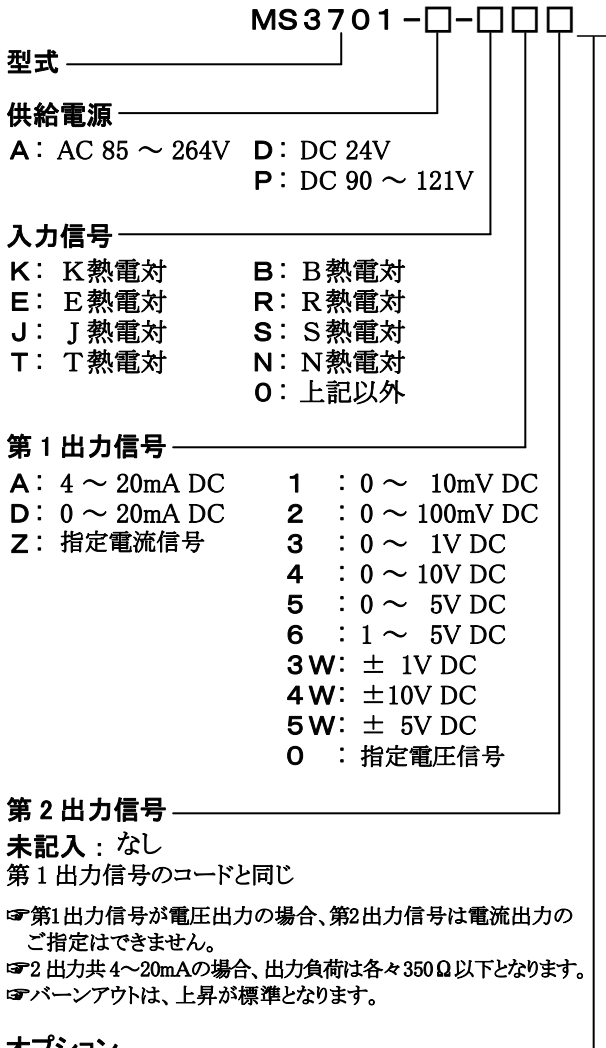 MS3701-□-□□□
型式
供給電源
A： AC 85 ～ 264V D： DC 24V
P： DC 90 ～ 121V
入力信号
K： K熱電対 B： B熱電対
E： E熱電対 R： R熱電対
J： J熱電対 S： S熱電対
T： T熱電対 N： N熱電対
0： 上記以外
第１出力信号
A： 4 ～ 20mA DC 1 ：0 ～ 10mV DC
D： 0 ～ 20mA DC 2 ：0 ～ 100mV DC
Z： 指定電流信号 3 ：0 ～ 1V DC
4 ：0 ～ 10V DC
5 ：0 ～ 5V DC
6 ：1 ～ 5V DC
3W：± 1V DC
4W：±10V DC
5W：± 5V DC
0 ：指定電圧信号
第２出力信号
未記入：なし
第１出力信号のコードと同じ
☞第1出力信号が電圧出力の場合、第2出力信号は電流出力の
ご指定はできません。
☞2 出力共 4～20mAの場合、出力負荷は各々350Ω以下となります。
☞バーンアウトは、上昇が標準となります。
オプション